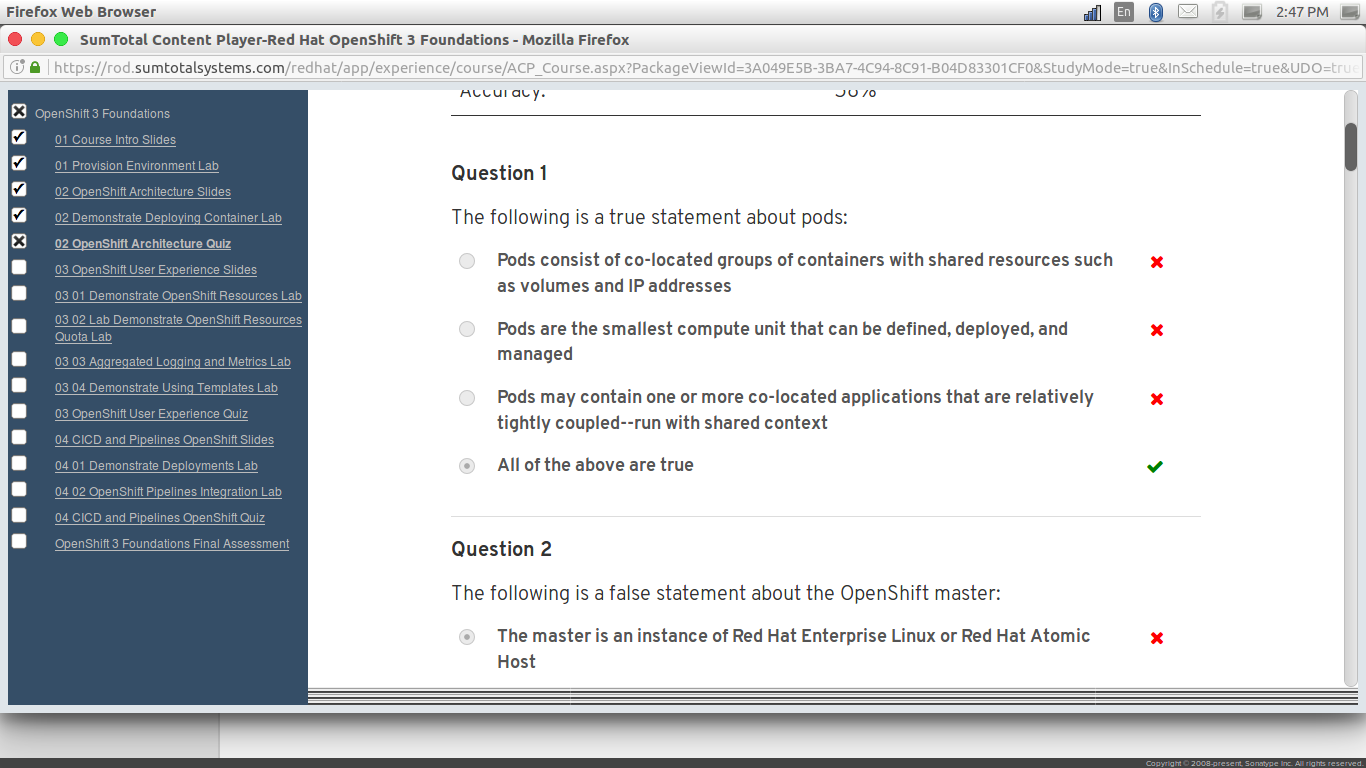 Firefox Web Browser
En
2:47 PM
SumTotal Content Player-Red Hat OpenShift 3 Foundations - Mozilla Firefox
https://rod.sumtotalsystems.com/redhat/app/experience/course/ACP_Course.aspx?PackageViewId=3A049E5B-3BA7-4C94-8C91-B04D83301CF0&StudyMode=true&InSchedule=true&UDO=true
OpenShift 3 Foundations
01 Course Intro Slides
01 Provision Environment Lab
02 OpenShift Architecture Slides
02 Demonstrate Deploying Container Lab
02 OpenShift Architecture Quiz
03 OpenShift User Experience Slides
03 01 Demonstrate OpenShift Resources Lab
03 02 Lab Demonstrate OpenShift Resources
Quota Lab
03 03 Aggregated Logging and Metrics Lab
03 04 Demonstrate Using Templates Lab
03 OpenShift User Experience Quiz
04 CICD and Pipelines OpenShift Slides
04 01 Demonstrate Deployments Lab
04 02 OpenShift Pipelines Integration Lab
04 CICD and Pipelines OpenShift Quiz
OpenShift 3 Foundations Final Assessment
Accuracy:
Question 1
The following is a true statement about pods:
Pods consist of co-located groups of containers with shared resources such
as volumes and IP addresses
Pods are the smallest compute unit that can be defined, deployed, and
managed
Pods may contain one or more co-located applications that are relatively
tightly coupled--run with shared context
All of the above are true
Question 2
The following is a false statement about the OpenShift master:
The master is an instance of Red Hat Enterprise Linux or Red Hat Atomic
Host
Copyright © 2008-present, Sonatype Inc. All rights reserved.